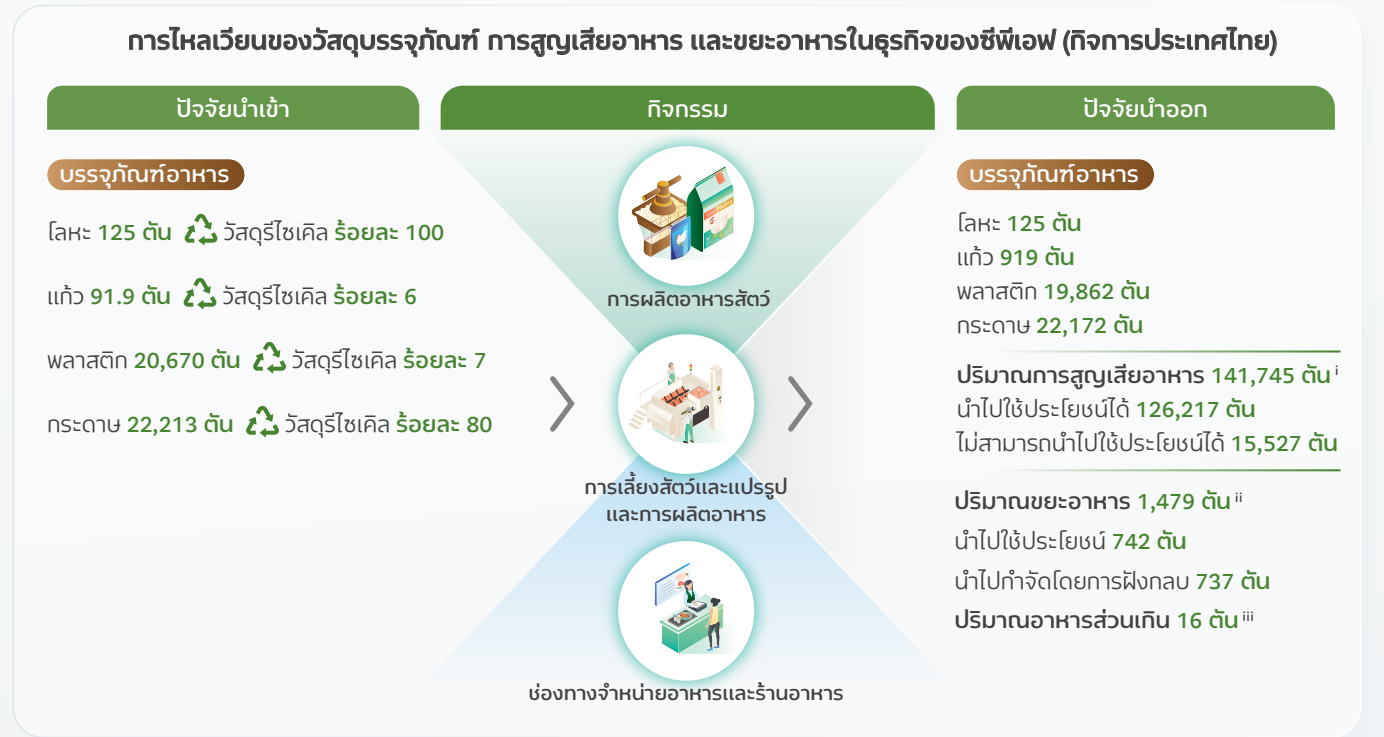 การไหลเวียนของวัสดุบรรจุภัณฑ์ การสูญเสียอาหาร และขยะอาหารในธุรกิจของซีพีเอฟ (กิจการประเทศไทย)
ปัจจัยนำเข้า
บรรจุภัณฑ์อาหาร
โลหะ 125 ตัน วัสดุรีไซเคิล ร้อยละ 100
แก้ว 91.9 ตัน วัสดุรีไซเคิล ร้อยละ 6
พลาสติก 20,670 ตัน วัสดุรีไซเคิล ร้อยละ 7
กระดาษ 22,213 ตัน วัสดุรีไซเคิล ร้อยละ 80
กิจกรรม
การผลิตอาหารสัตว์
การเลี้ยงสัตว์และแปรรูป
และการผลิตอาหาร
ช่องทางจำหน่ายอาหารและร้านอาหาร
ปัจจัยนำออก
บรรจุภัณฑ์อาหาร
โลหะ 125 ตัน
แก้ว 919 ตัน
พลาสติก 19,862 ตัน
กระดาษ 22,172 ตัน
ปริมาณการสูญเสียอาหาร 141,745 ตัน i
นำไปใช้ประโยชน์ได้ 126,217 ตัน
ไม่สามารถนำไปใช้ประโยชน์ได้ 15,527 ตัน
ปริมาณขยะอาหาร 1,479 ตัน ii
นำไปใช้ประโยชน์ 742 ตัน
นำไปกำจัดโดยการฝังกลบ 737 ตัน
ปริมาณอาหารส่วนเกิน 16 ตัน iii